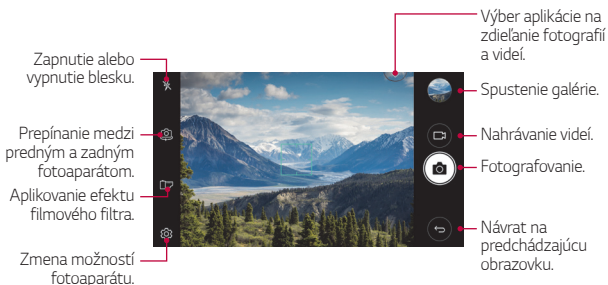 Zapnutie alebo
vypnutie blesku.
Prepínanie medzi
predným a zadným
fotoaparátom.
Aplikovanie efektu
filmového filtra.
Zmena možností
fotoaparátu.
Výber aplikácie na
zdieľanie fotografií
a videí.
Spustenie galérie.
Nahrávanie videí.
Fotografovanie.
Návrat na
predchádzajúcu
obrazovku.